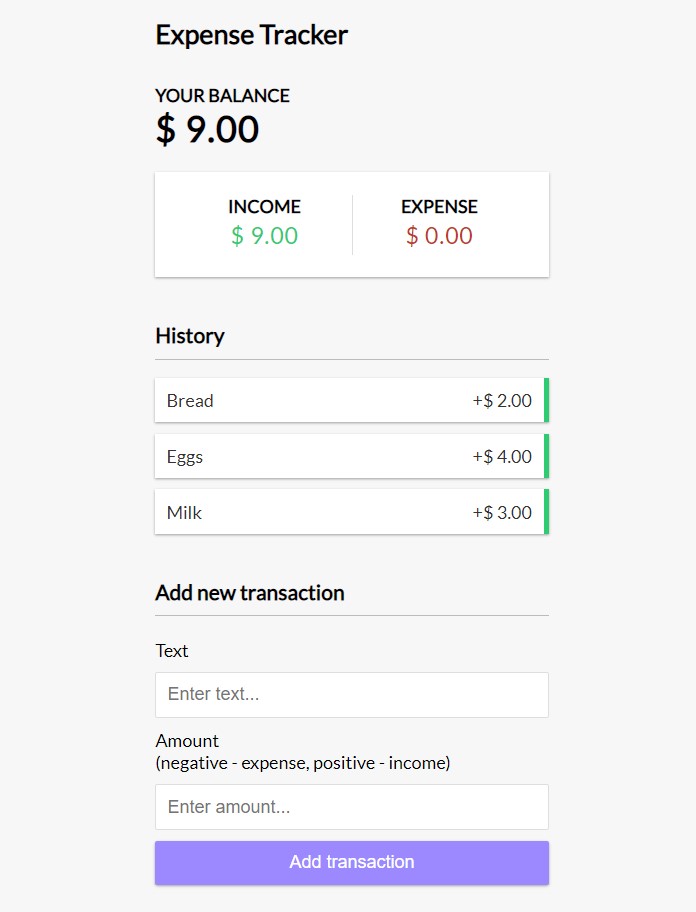 Expense Tracker
YOUR BALANCE
$ 9.00
INCOME EXPENSE
$ 9.00 $ 0.00
History
Bread +$ 2.00
Eggs +$ 4.00
Milk +$ 3.00
Add new transaction
Text
Enter text...
Amount
(negative - expense, positive - income)
Enter amount...
Add transaction